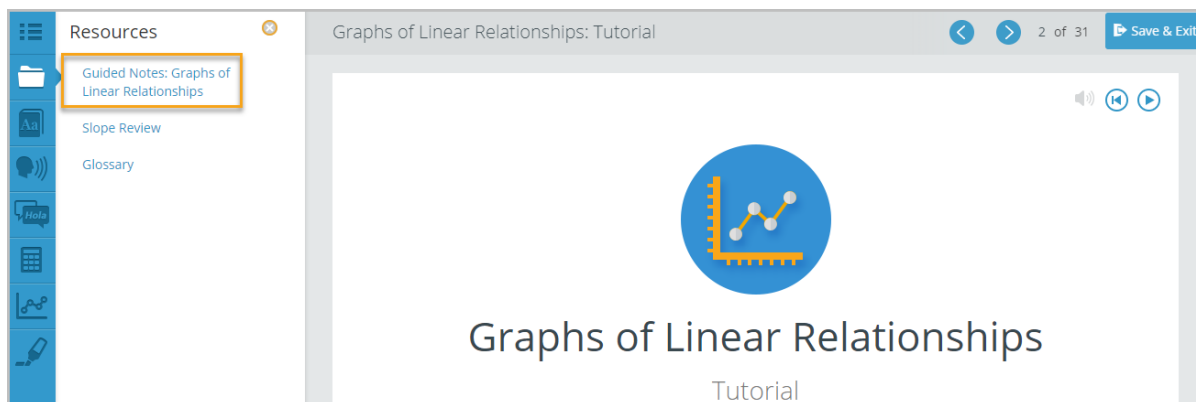 Resources
Guided Notes: Graphs of
Linear Relationships
Slope Review
Glossary
Aa
Hola
Graphs of Linear Relationships: Tutorial
2 of 31
Save & Exit
Graphs of Linear Relationships
Tutorial